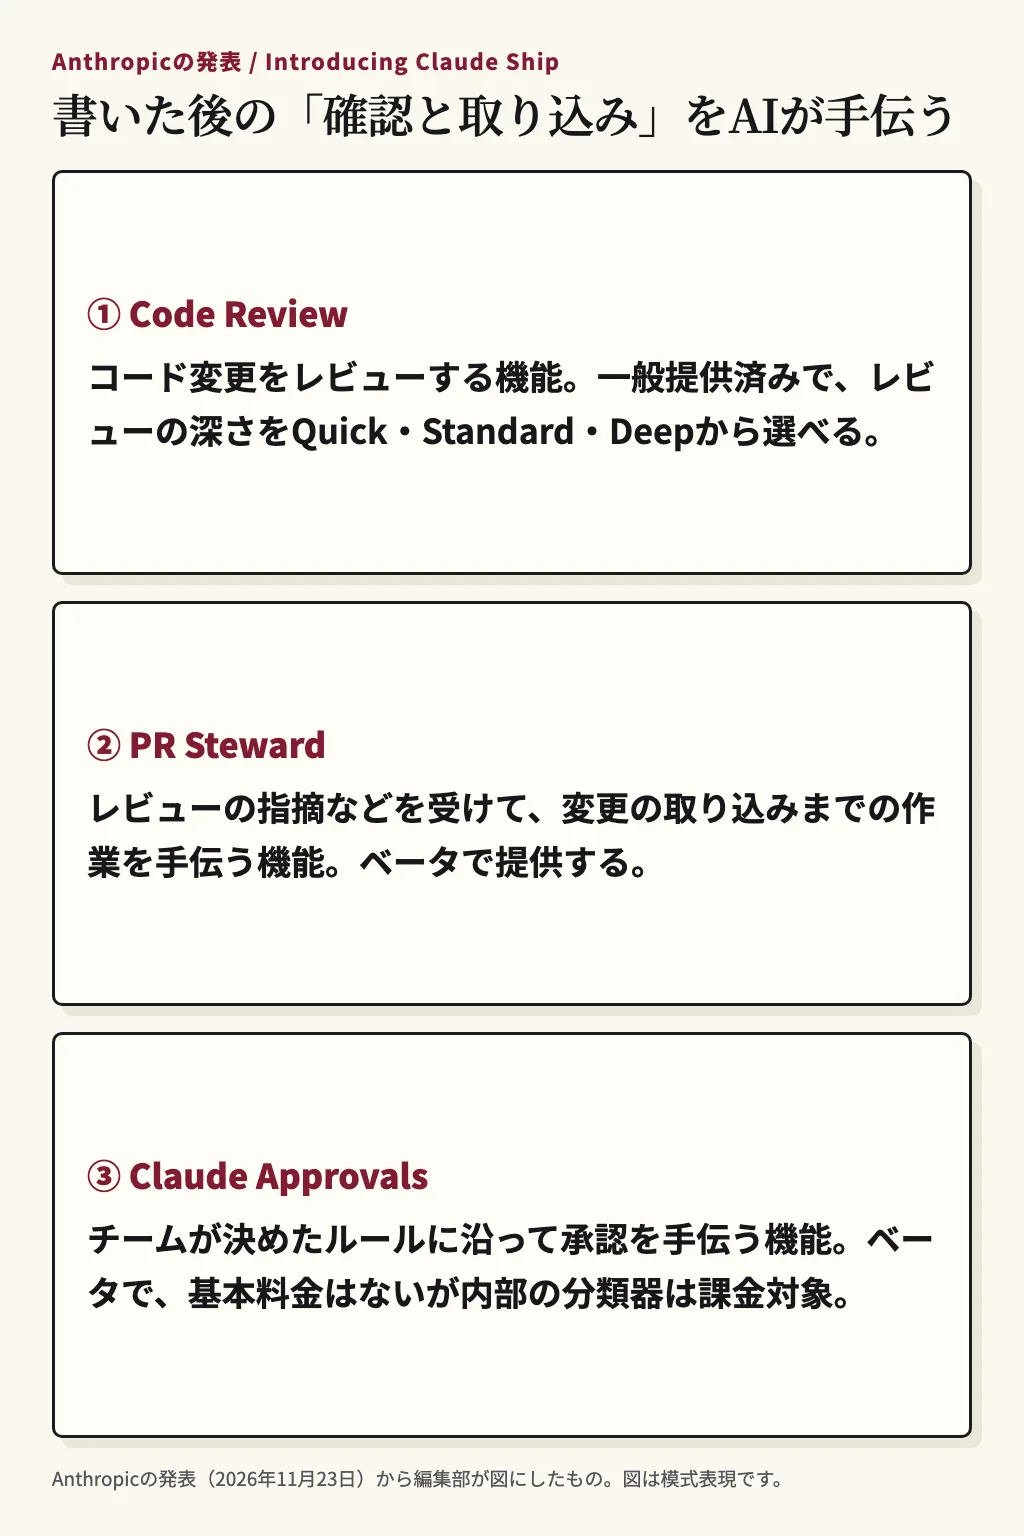 Anthropicの発表 / Introducing Claude Ship
書いた後の「確認と取り込み」をAIが手伝う
① Code Review
コード変更をレビューする機能。一般提供済みで、レビ
ューの深さをQuick・Standard・Deepから選べる。
② PR Steward
レビューの指摘などを受けて、変更の取り込みまでの作
業を手伝う機能。ベータで提供する。
③ Claude Approvals
チームが決めたルールに沿って承認を手伝う機能。ベー
タで、基本料金はないが内部の分類器は課金対象。
Anthropicの発表（2026年11月23日）から編集部が図にしたもの。図は模式表現です。